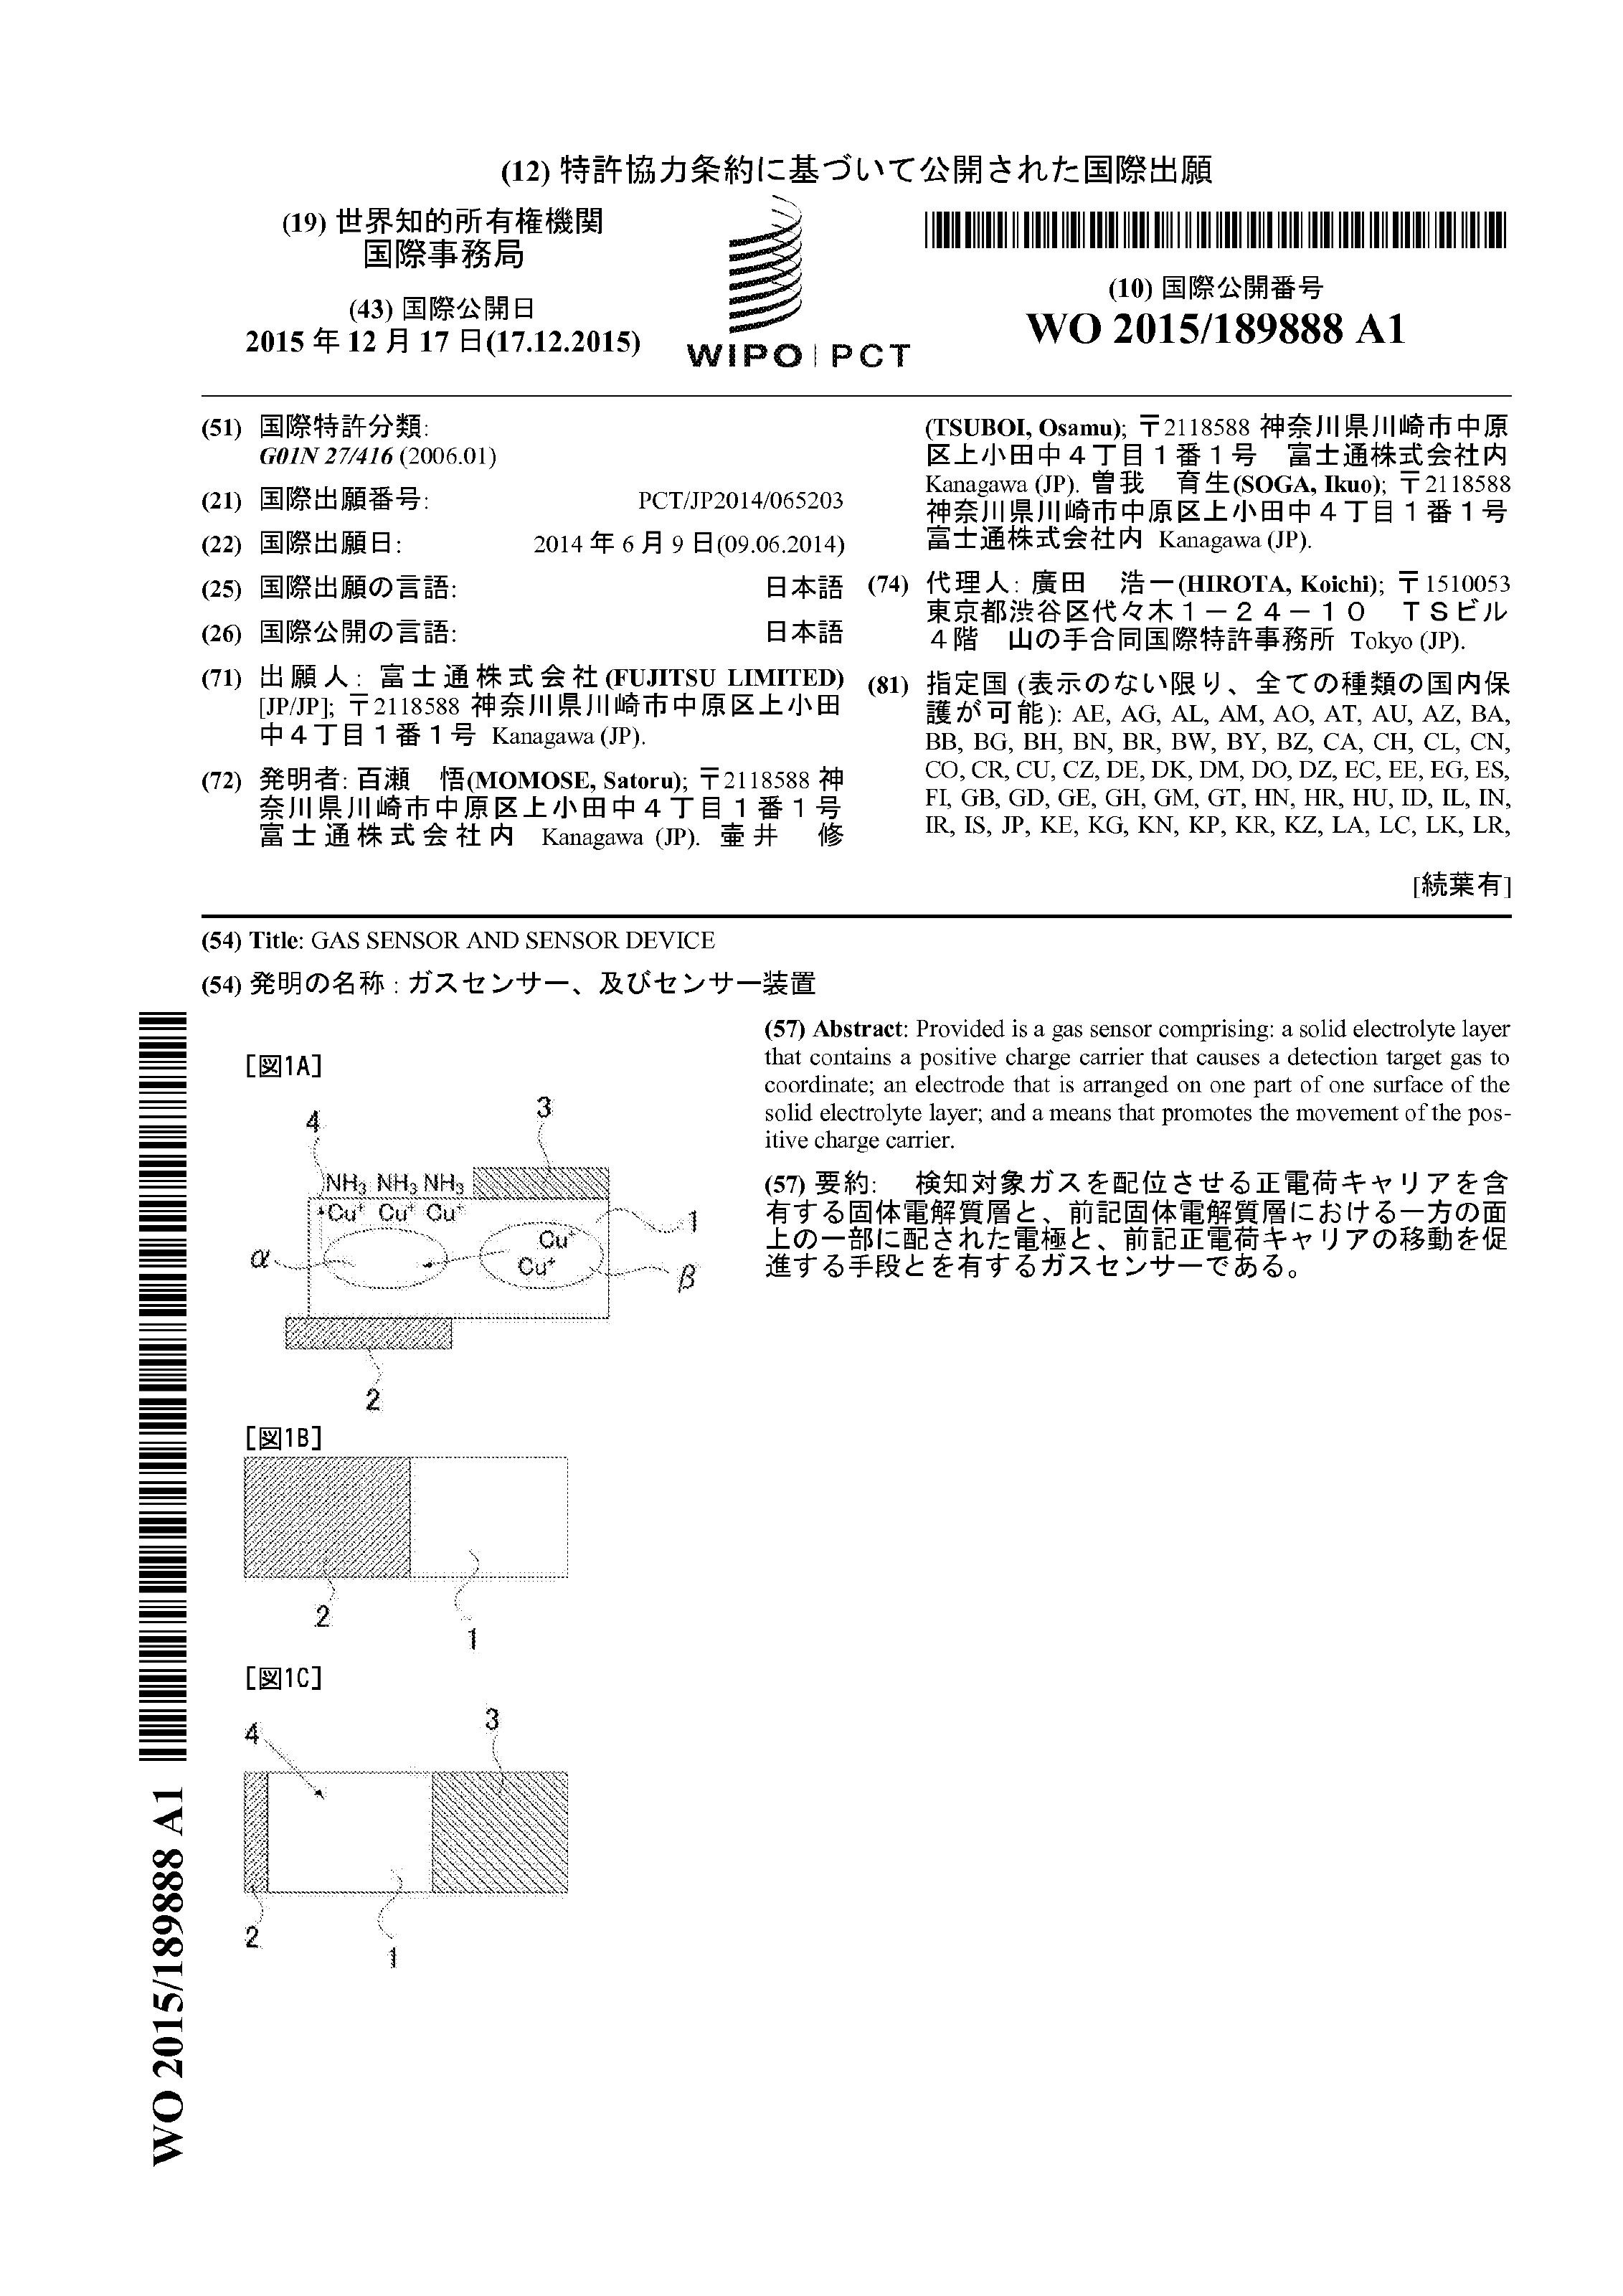 (12) 特許協力条約に基づいて公開された国際出願
(19) 世界知的所有権機関
国際事務局
(43) 国際公開日
2015 年 12 月 17 日(17.12.2015)
WIPO | PCT
(10) 国際公開番号
WO 2015/189888 A1
(51) 国際特許分類:
G01N 27/416 (2006.01)
(21) 国際出願番号: PCT/JP2014/065203
(22) 国際出願日: 2014 年 6 月 9 日(09.06.2014)
(25) 国際出願の言語: 日本語
(26) 国際公開の言語: 日本語
(71) 出願人: 富士通株式会社(FUJITSU LIMITED)
[JP/JP]; 〒2118588 神奈川県川崎市中原区上小田
中4丁目1番1号 Kanagawa (JP).
(72) 発明者: 百瀬 悟(MOMOSE, Satoru); 〒2118588 神
奈川県川崎市中原区上小田中4丁目1番1号
富士通株式会社内 Kanagawa (JP). 壷井 修
(TSUBOI, Osamu); 〒2118588 神奈川県川崎市中原
区上小田中4丁目1番1号 富士通株式会社内
Kanagawa (JP). 曽我 育生(SOGA, Ikuo); 〒2118588
神奈川県川崎市中原区上小田中4丁目1番1号
富士通株式会社内 Kanagawa (JP).
(74) 代理人: 廣田 浩一(HIROTA, Koichi); 〒1510053
東京都渋谷区代々木1-24-10 TSビル
4階 山の手合同国際特許事務所 Tokyo (JP).
(81) 指定国 (表示のない限り、全ての種類の国内保
護が可能): AE, AG, AL, AM, AO, AT, AU, AZ, BA,
BB, BG, BH, BN, BR, BW, BY, BZ, CA, CH, CL, CN,
CO, CR, CU, CZ, DE, DK, DM, DO, DZ, EC, EE, EG, ES,
FI, GB, GD, GE, GH, GM, GT, HN, HR, HU, ID, IL, IN,
IR, IS, JP, KE, KG, KN, KP, KR, KZ, LA, LC, LK, LR,
[続葉有]
(54) Title: GAS SENSOR AND SENSOR DEVICE
(54) 発明の名称 : ガスセンサー、及びセンサー装置
[図1A]
4
3
NH3 NH3 NH3
Cu+ Cu+ Cu+
1
Cu+
α
Cu+
β
2
[図1B]
2
1
[図1C]
4
3
2
1
(57) Abstract: Provided is a gas sensor comprising: a solid electrolyte layer
that contains a positive charge carrier that causes a detection target gas to
coordinate; an electrode that is arranged on one part of one surface of the
solid electrolyte layer; and a means that promotes the movement of the pos-
itive charge carrier.
(57) 要約: 検知対象ガスを配位させる正電荷キャリアを含
有する固体電解質層と、前記固体電解質層における一方の面
上の一部に配された電極と、前記正電荷キャリアの移動を促
進する手段とを有するガスセンサーである。
WO 2015/189888 A1